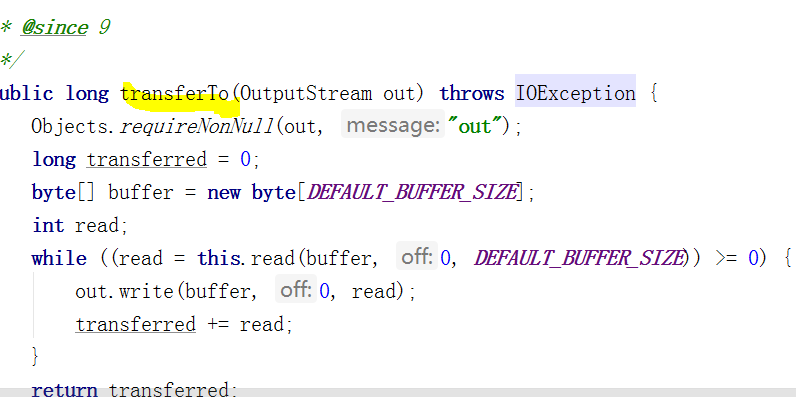 * @since 9
*/
ublic long transferTo(OutputStream out) throws IOException {
Objects.requireNonNull(out, message: "out");
long transferred = 0;
byte[] buffer = new byte[DEFAULT_BUFFER_SIZE];
int read;
while ((read = this.read(buffer, off: 0, DEFAULT_BUFFER_SIZE)) >= 0) {
out.write(buffer, off: 0, read);
transferred += read;
}
return transferred;